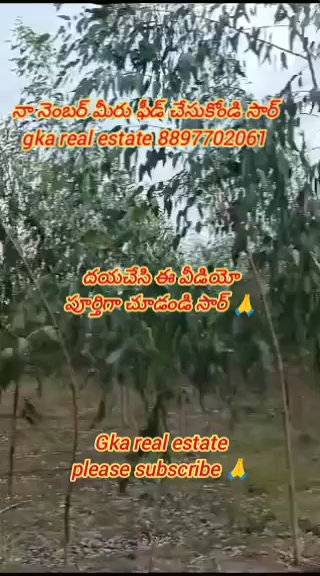 నా నెంబర్ మీరు ఫీడ్ చేసుకోండి సార్
gka real estate 8897702061
దయచేసి ఈ వీడియో
పూర్తిగా చూడండి సార్ 🙏
Gka real estate
please subscribe 🙏